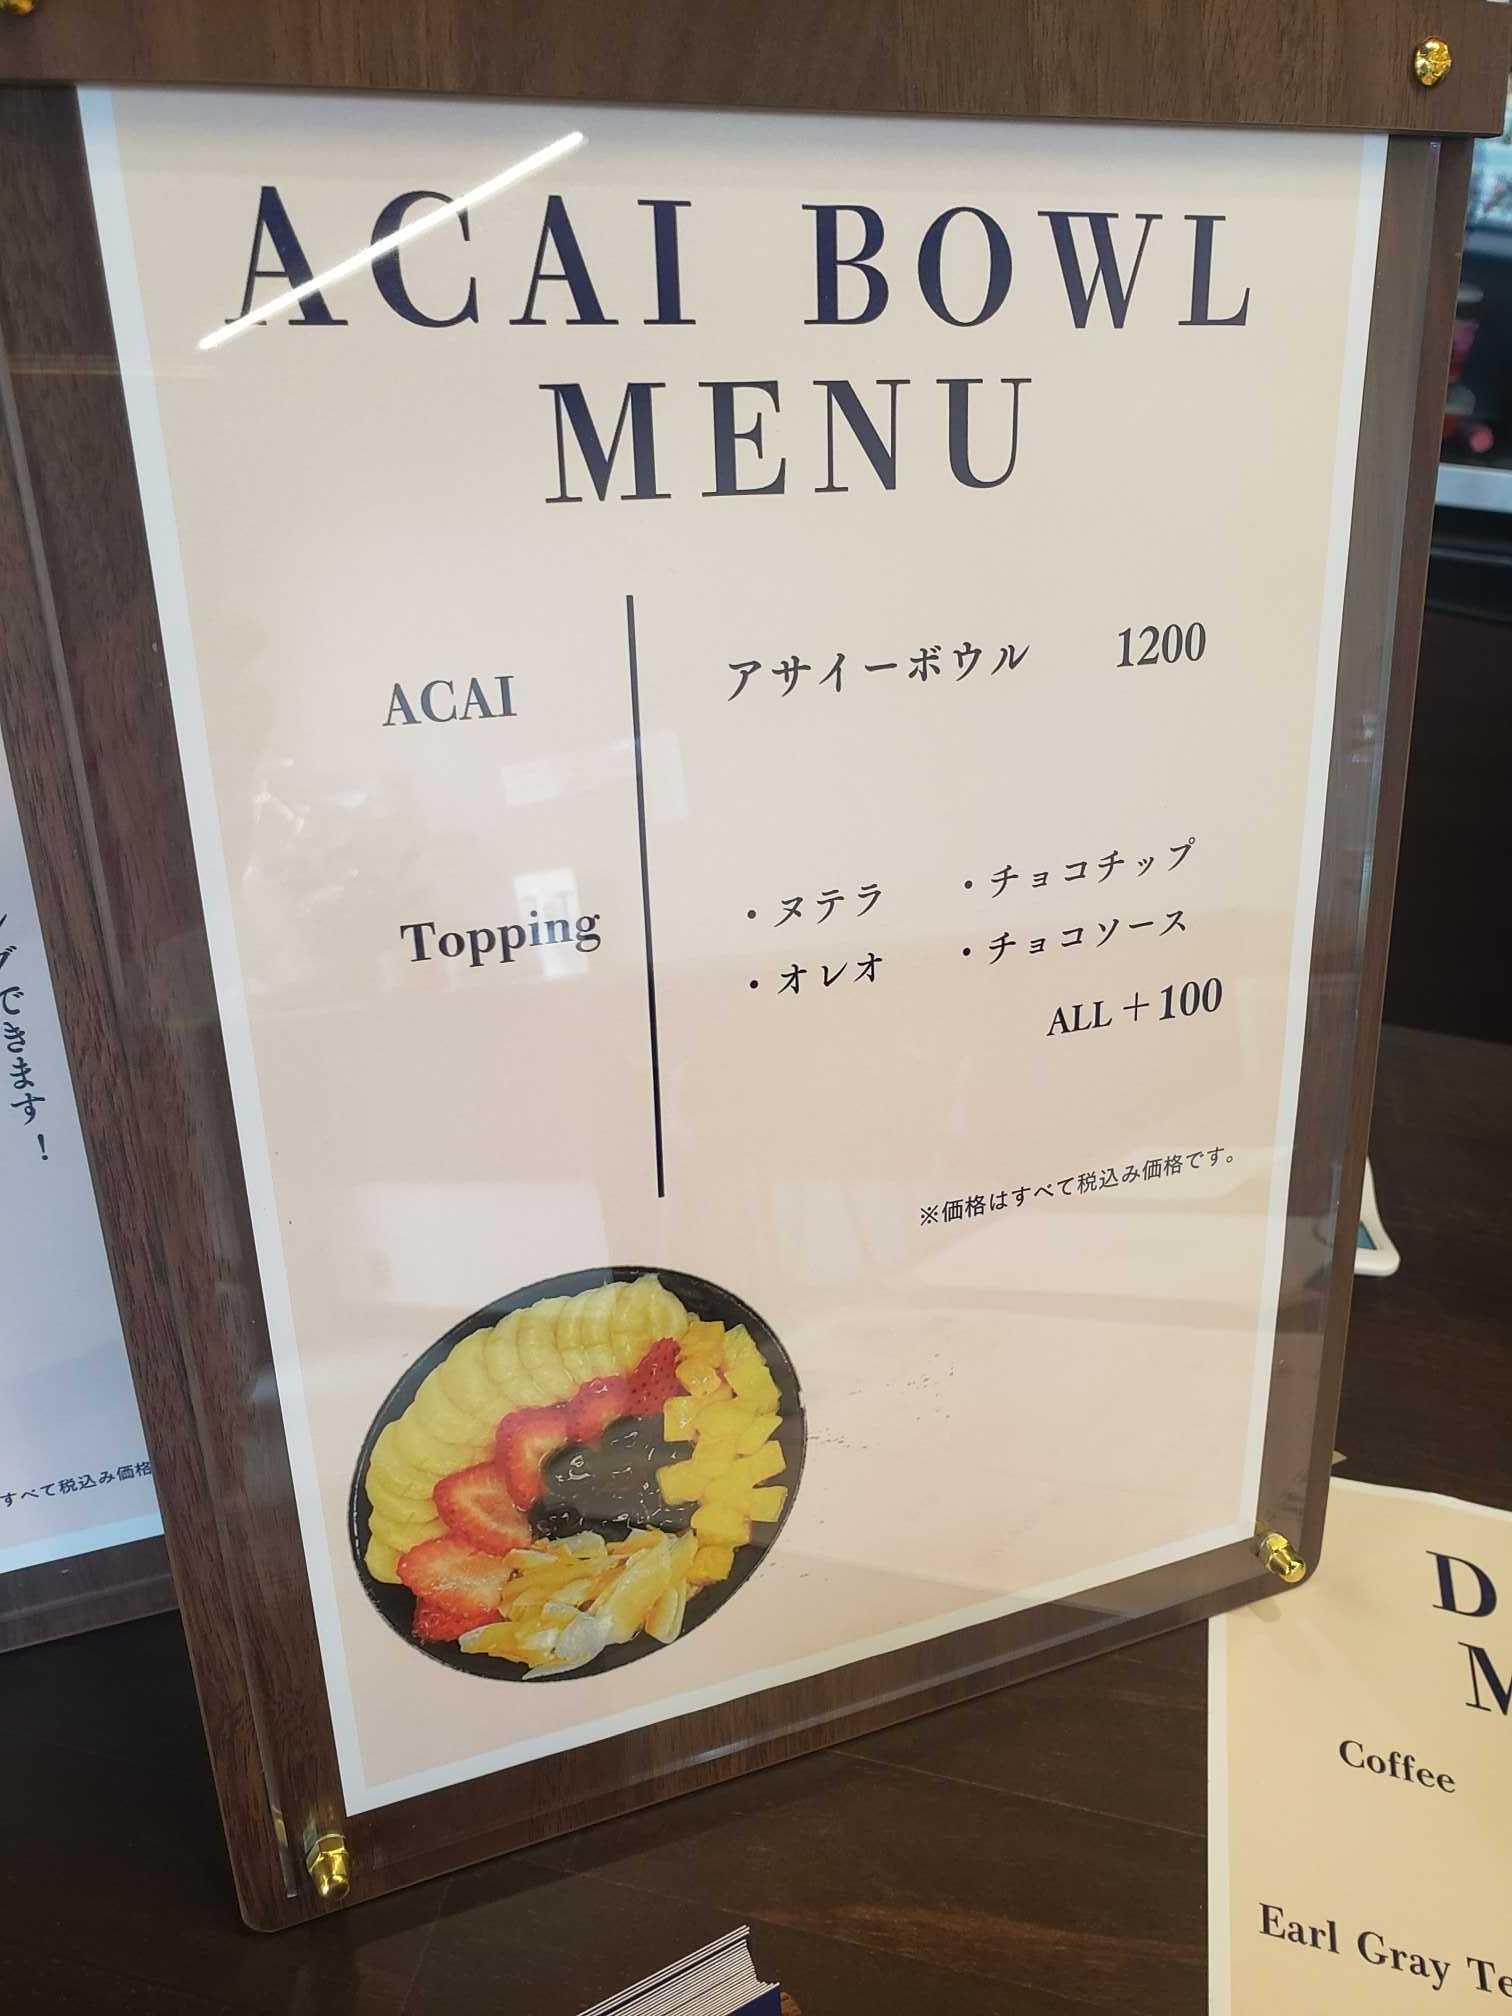 ACAI BOWL
MENU
ACAI
アサイーボウル 1200
Topping
・ヌテラ ・チョコチップ
・オレオ ・チョコソース
ALL＋100
※価格はすべて税込み価格です。
グできます！
すべて税込み価格
D
M
Coffee
Earl Gray Te